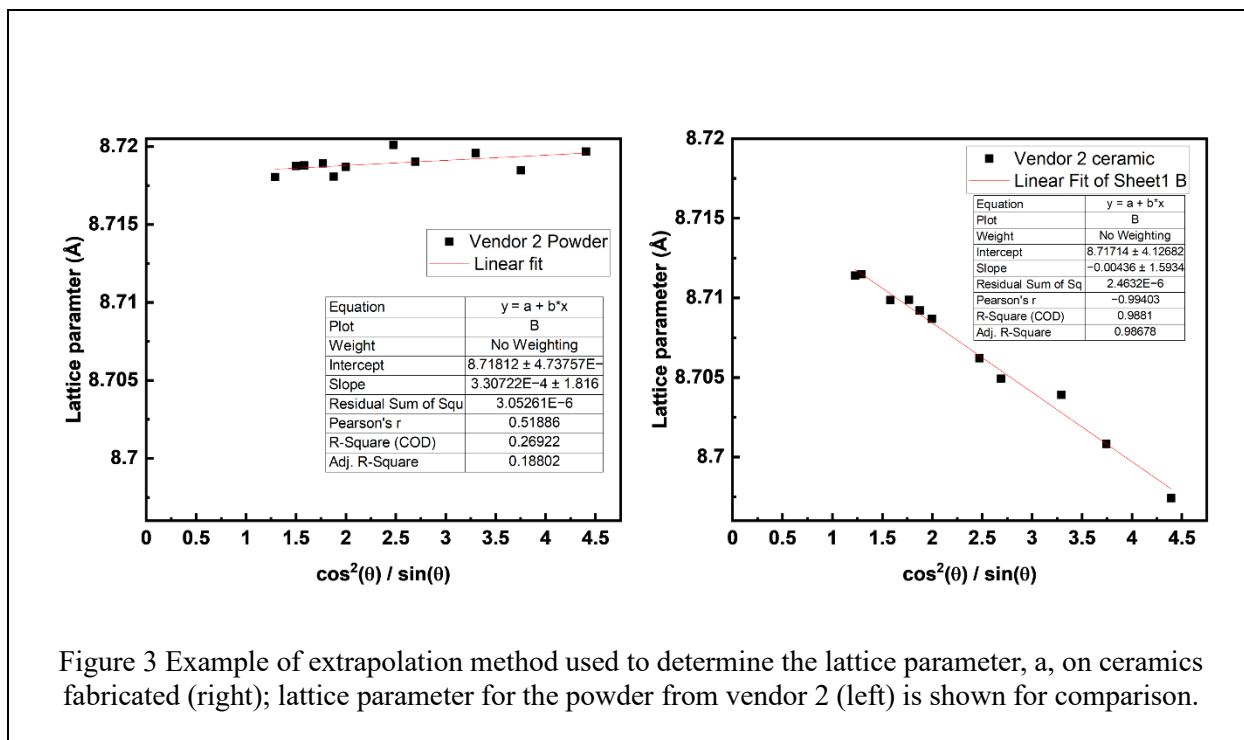 8.72
8.715
8.71
8.705
8.7
Lattice paramter (Å)
Vendor 2 Powder
Linear fit
Equation y = a + b*x
Plot B
Weight No Weighting
Intercept 8.71812 ± 4.73757E−
Slope 3.30722E−4 ± 1.816
Residual Sum of Squ 3.05261E−6
Pearson's r 0.51886
R-Square (COD) 0.26922
Adj. R-Square 0.18802
0 0.5 1 1.5 2 2.5 3 3.5 4 4.5
cos²(θ) / sin(θ)
8.72
8.715
8.71
8.705
8.7
Lattice parameter (Å)
Vendor 2 ceramic
Linear Fit of Sheet1 B
Equation y = a + b*x
Plot B
Weight No Weighting
Intercept 8.71714 ± 4.12682
Slope −0.00436 ± 1.5934
Residual Sum of Sq 2.4632E−6
Pearson's r −0.99403
R-Square (COD) 0.9881
Adj. R-Square 0.98678
0 0.5 1 1.5 2 2.5 3 3.5 4 4.5
cos²(θ) / sin(θ)
Figure 3 Example of extrapolation method used to determine the lattice parameter, a, on ceramics
fabricated (right); lattice parameter for the powder from vendor 2 (left) is shown for comparison.